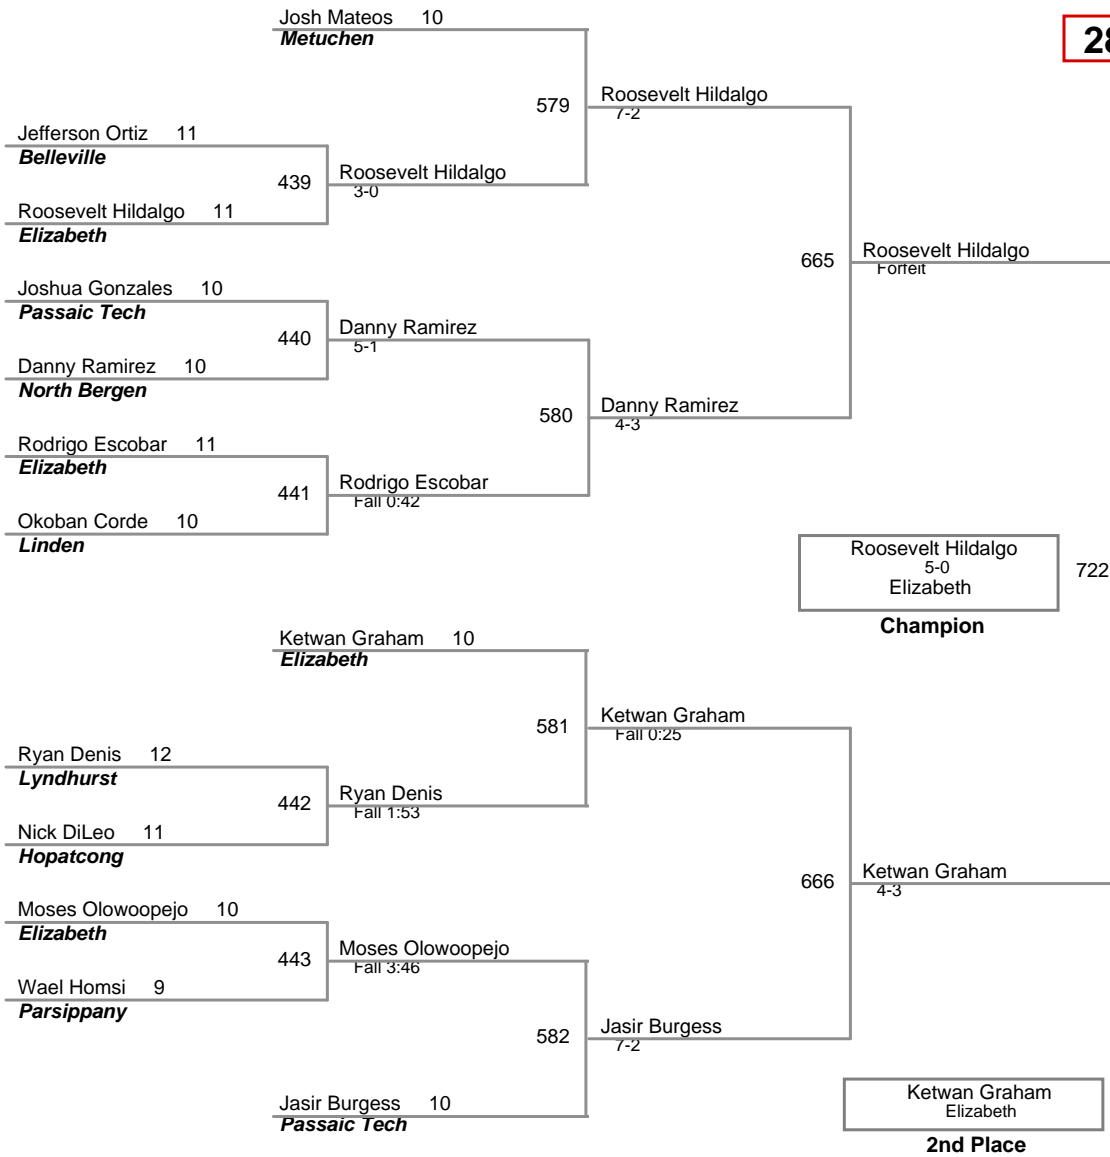 Josh Mateos 10
Metuchen
28
579
Roosevelt Hildalgo
7-2
Jefferson Ortiz 11
Belleville
439
Roosevelt Hildalgo
3-0
Roosevelt Hildalgo 11
Elizabeth
665
Roosevelt Hildalgo
Forfeit
Joshua Gonzales 10
Passaic Tech
440
Danny Ramirez
5-1
Danny Ramirez 10
North Bergen
580
Danny Ramirez
4-3
Rodrigo Escobar 11
Elizabeth
441
Rodrigo Escobar
Fall 0:42
Okoban Corde 10
Linden
Roosevelt Hildalgo
5-0
Elizabeth
722
Champion
Ketwan Graham 10
Elizabeth
581
Ketwan Graham
Fall 0:25
Ryan Denis 12
Lyndhurst
442
Ryan Denis
Fall 1:53
Nick DiLeo 11
Hopatcong
666
Ketwan Graham
4-3
Moses Olowoopejo 10
Elizabeth
443
Moses Olowoopejo
Fall 3:46
Wael Homsi 9
Parsippany
582
Jasir Burgess
7-2
Jasir Burgess 10
Passaic Tech
Ketwan Graham
Elizabeth
2nd Place